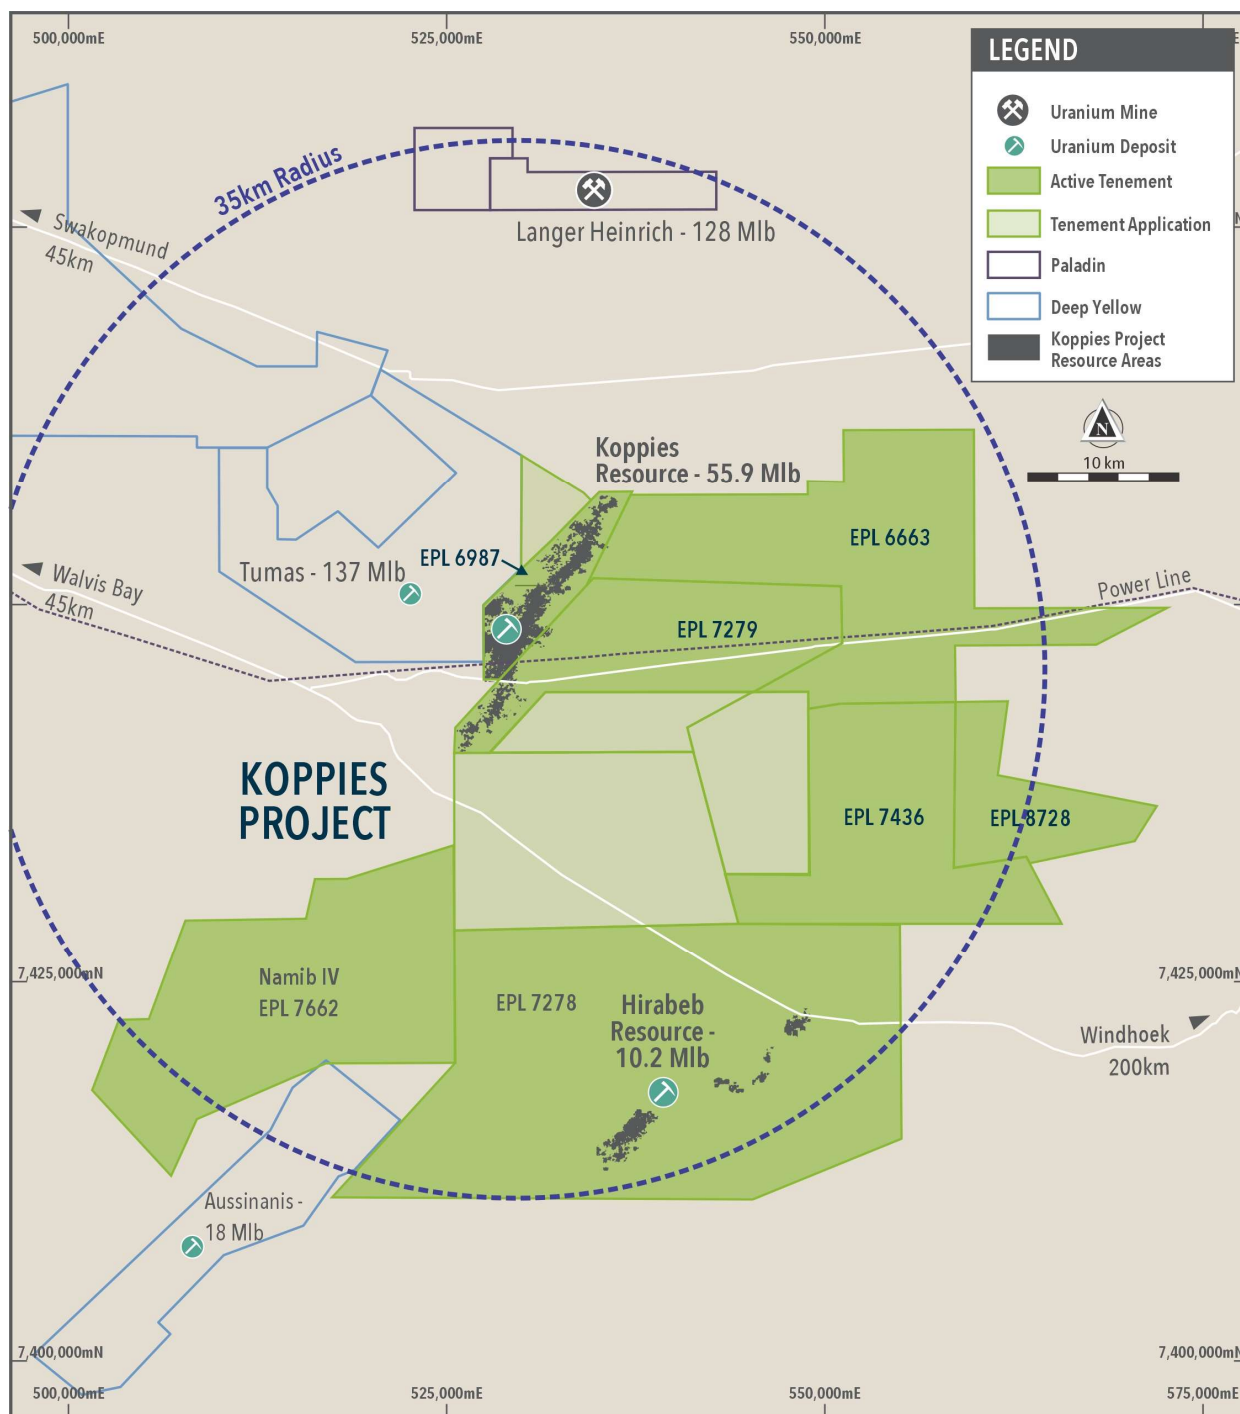 500,000mE
525,000mE
550,000mE
E
LEGEND
Uranium Mine
Uranium Deposit
Active Tenement
Tenement Application
Paladin
Deep Yellow
Koppies Project
Resource Areas
N
10 km
35km Radius
Swakopmund
45km
Langer Heinrich - 128 Mlb
N
Koppies
Resource - 55.9 Mlb
EPL 6663
EPL 6987
Tumas - 137 Mlb
Walvis Bay
45km
Power Line
EPL 7279
KOPPIES
PROJECT
EPL 7436
EPL 8728
7,425,000mN
7,425,000mN
Namib IV
EPL 7662
EPL 7278
Hirabeb
Resource -
10.2 Mlb
Windhoek
200km
Aussinanis -
18 Mlb
7,400,000mN
7,400,000mN
500,000mE
525,000mE
550,000mE
575,000mE